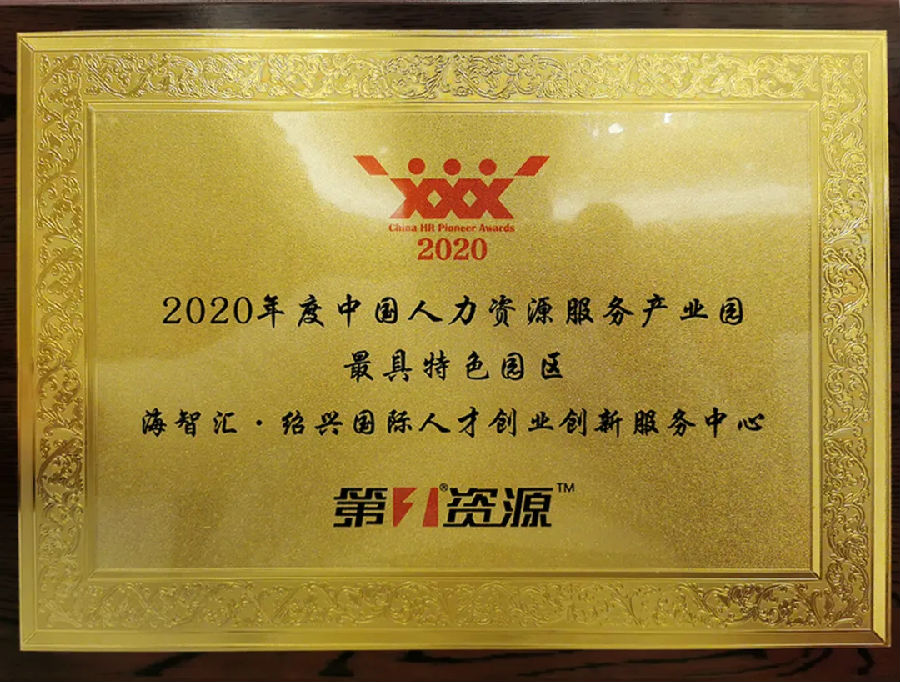 China HR Pioneer Awards
2020
2020年度中国人力资源服务产业园
最具特色园区
海智汇·绍兴国际人才创业创新服务中心
第1®资源™